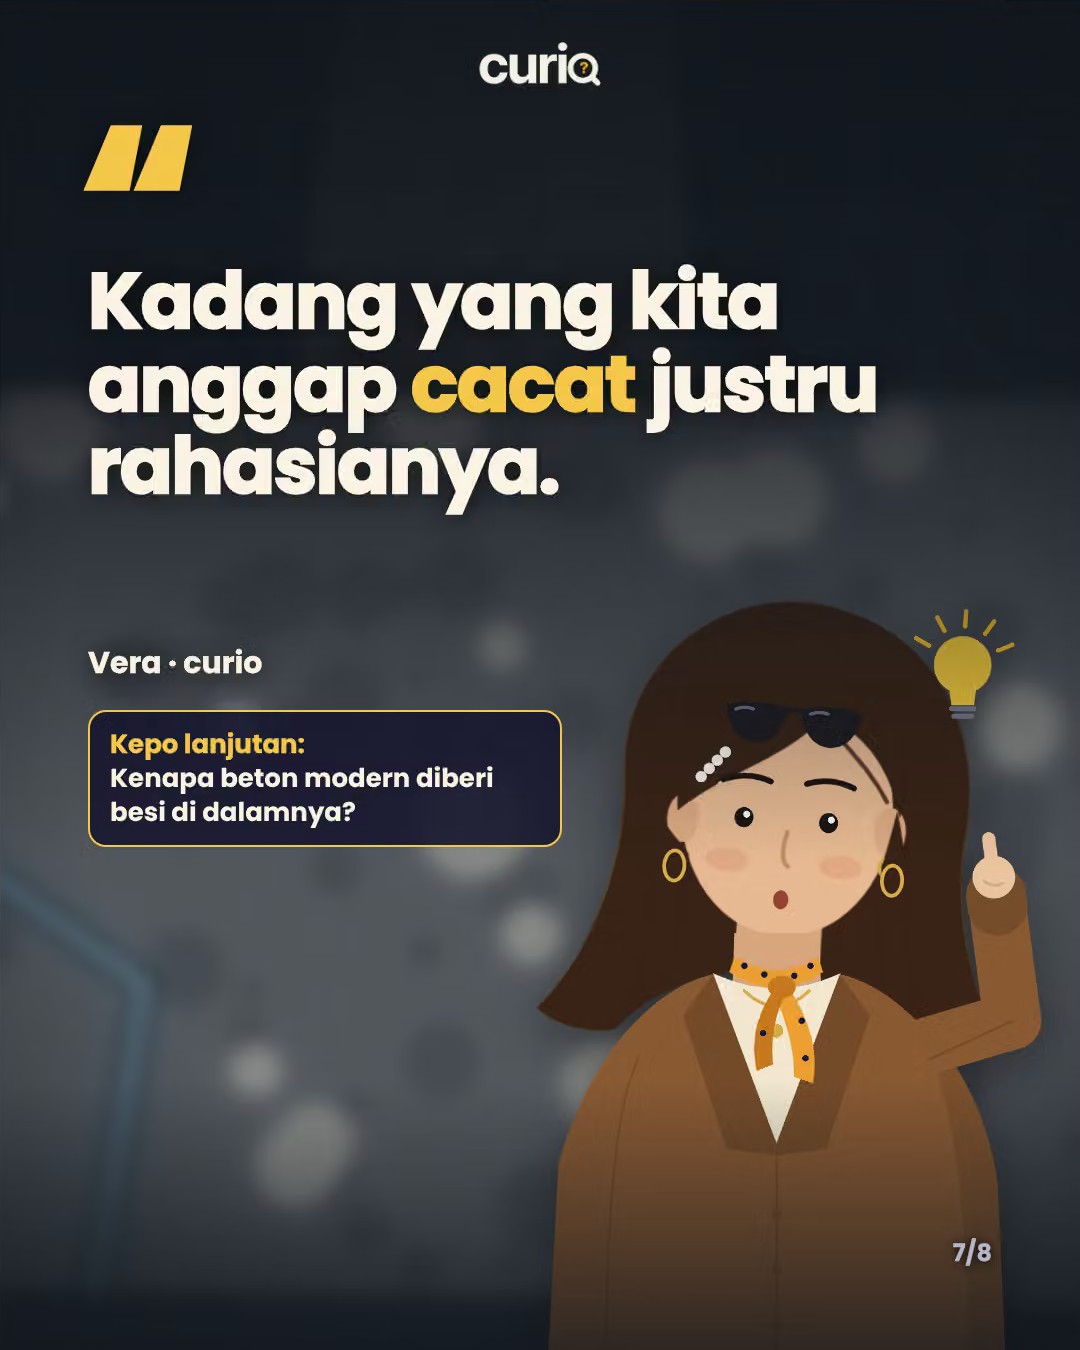 curio
Kadang yang kita
anggap cacat justru
rahasianya.
Vera · curio
Kepo lanjutan:
Kenapa beton modern diberi
besi di dalamnya?
7/8